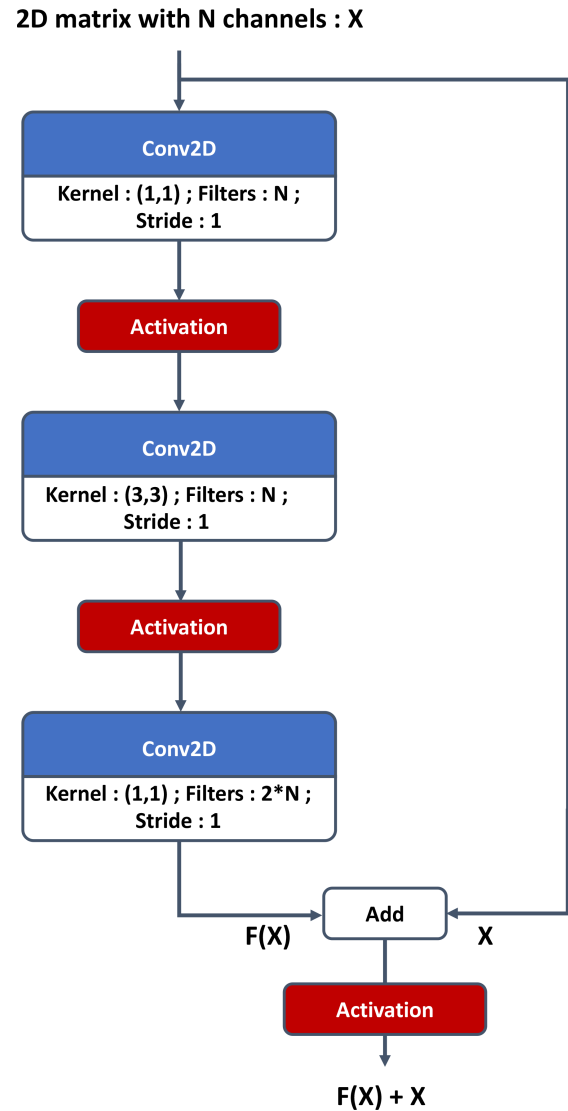 2D matrix with N channels : X
Conv2D
Kernel : (1,1) ; Filters : N ;
Stride : 1
Activation
Conv2D
Kernel : (3,3) ; Filters : N ;
Stride : 1
Activation
Conv2D
Kernel : (1,1) ; Filters : 2*N ;
Stride : 1
Add
F(X)
X
Activation
F(X) + X